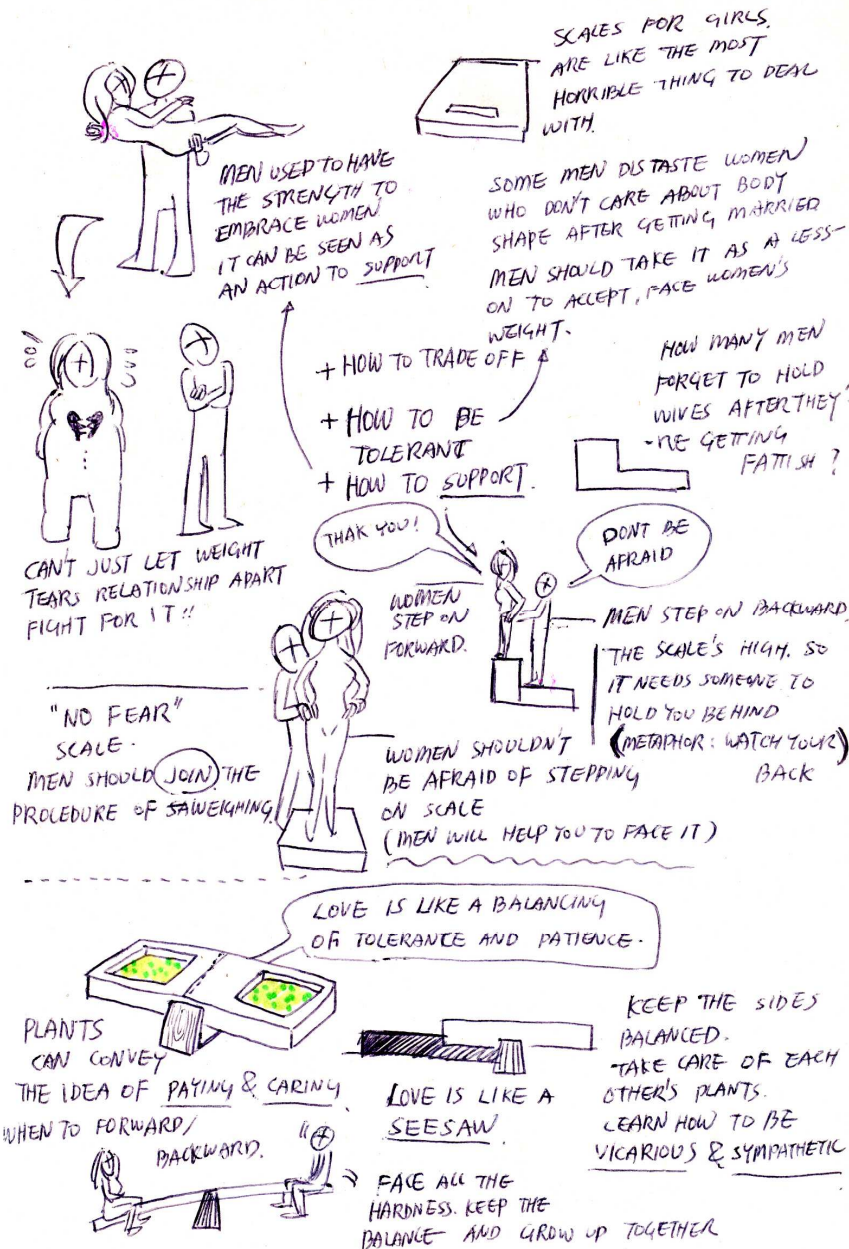 SCALES FOR GIRLS.
ARE LIKE THE MOST
HORRIBLE THING TO DEAL
WITH.
MEN USED TO HAVE
THE STRENGTH TO
EMBRACE WOMEN
IT CAN BE SEEN AS
AN ACTION TO SUPPORT
SOME MEN DISTASTE WOMEN
WHO DON'T CARE ABOUT BODY
SHAPE AFTER GETTING MARRIED
MEN SHOULD TAKE IT AS A LESS-
ON TO ACCEPT, FACE WOMEN'S
WEIGHT.
+ HOW TO TRADE OFF
+ HOW TO BE
TOLERANT
+ HOW TO SUPPORT.
HOW MANY MEN
FORGET TO HOLD
WIVES AFTER THEY'
-RE GETTING
FATTISH ?
CAN'T JUST LET WEIGHT
TEARS RELATIONSHIP APART
FIGHT FOR IT !!
THAK YOU!
DONT BE
AFRAID
WOMEN
STEP ON
FORWARD.
MEN STEP ON BACKWARD.
THE SCALE'S HIGH. SO
IT NEEDS SOMEONE TO
HOLD YOU BEHIND
(METAPHOR: WATCH YOUR)
BACK
"NO FEAR"
SCALE.
MEN SHOULD JOIN THE
PROCEDURE OF WEIGHING.
WOMEN SHOULDN'T
BE AFRAID OF STEPPING
ON SCALE
(MEN WILL HELP YOU TO FACE IT)
LOVE IS LIKE A BALANCING
OF TOLERANCE AND PATIENCE.
PLANTS
CAN CONVEY
THE IDEA OF PAYING & CARING
WHEN TO FORWARD/
BACKWARD.
LOVE IS LIKE A
SEESAW
KEEP THE SIDES
BALANCED.
TAKE CARE OF EACH
OTHER'S PLANTS.
LEARN HOW TO BE
VICARIOUS & SYMPATHETIC
FACE ALL THE
HARDNESS. KEEP THE
BALANCE AND GROW UP TOGETHER